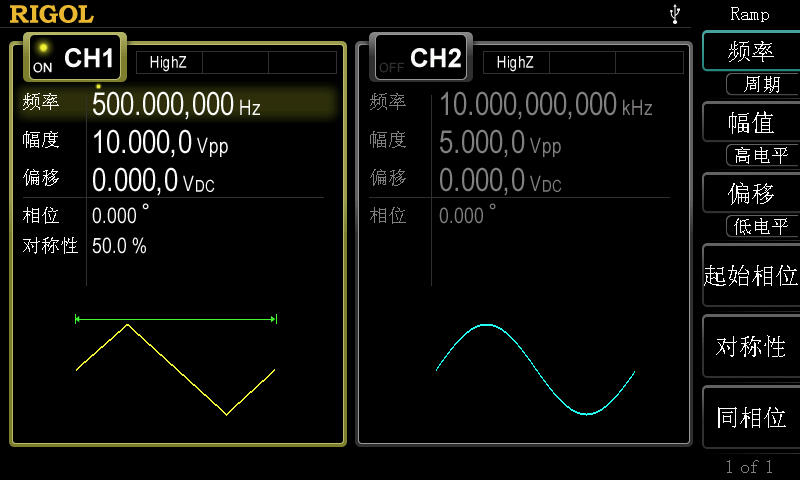 RIGOL
Ramp
ON CH1 HighZ
频率 500.000,000 Hz
幅度 10.000,0 Vpp
偏移 0.000,0 VDC
相位 0.000 °
对称性 50.0 %
OFF CH2 HighZ
频率 10.000,000,000 kHz
幅度 5.000,0 Vpp
偏移 0.000,0 VDC
相位 0.000 °
频率
周期
幅值
高电平
偏移
低电平
起始相位
对称性
同相位
1 of 1